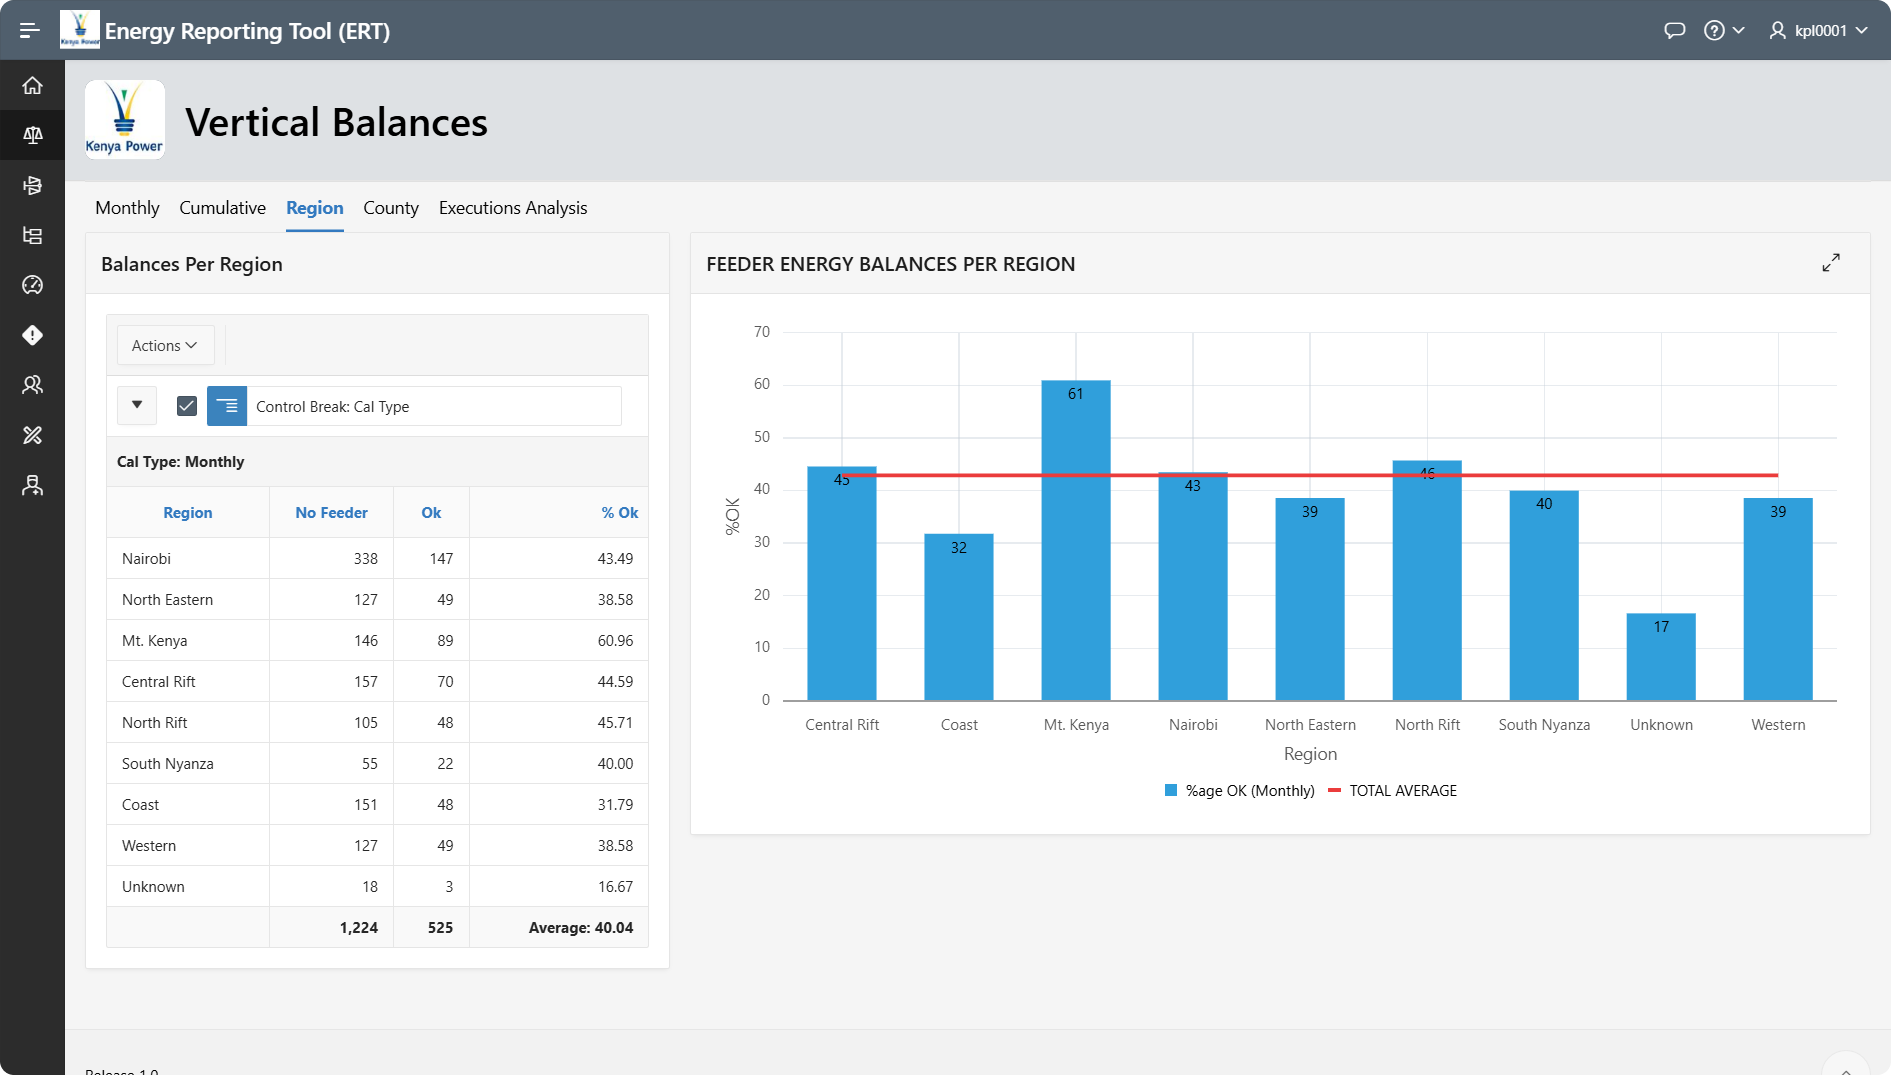 Kenya Power
Energy Reporting Tool (ERT)
kpl0001
Kenya Power
Vertical Balances
Monthly Cumulative Region County Executions Analysis
Balances Per Region
Actions
Control Break: Cal Type
Cal Type: Monthly
Region No Feeder Ok % Ok
Nairobi 338 147 43.49
North Eastern 127 49 38.58
Mt. Kenya 146 89 60.96
Central Rift 157 70 44.59
North Rift 105 48 45.71
South Nyanza 55 22 40.00
Coast 151 48 31.79
Western 127 49 38.58
Unknown 18 3 16.67
1,224 525 Average: 40.04
FEEDER ENERGY BALANCES PER REGION
70
60
50
40
30
20
10
0
%OK
45 32 61 43 39 46 40 17 39
Central Rift Coast Mt. Kenya Nairobi North Eastern North Rift South Nyanza Unknown Western
Region
%age OK (Monthly) TOTAL AVERAGE
Release 1.0